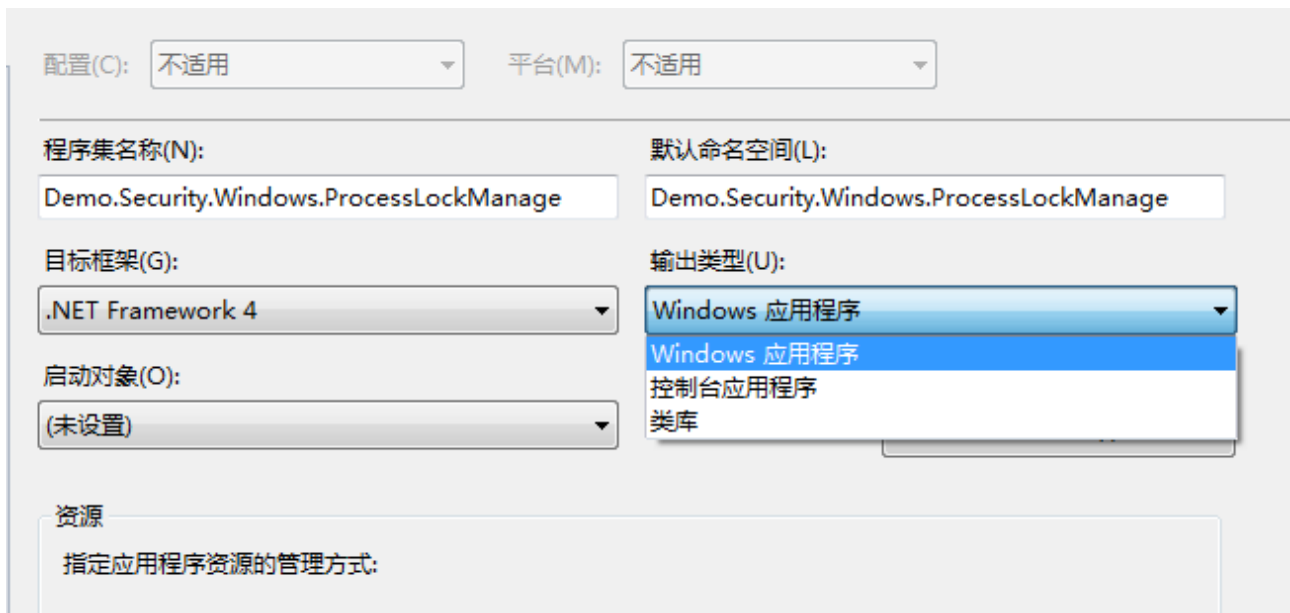 配置(C): 不适用 平台(M): 不适用
程序集名称(N): 默认命名空间(L):
Demo.Security.Windows.ProcessLockManage Demo.Security.Windows.ProcessLockManage
目标框架(G): 输出类型(U):
.NET Framework 4 Windows 应用程序
Windows 应用程序
启动对象(O): 控制台应用程序
(未设置) 类库
资源
指定应用程序资源的管理方式: